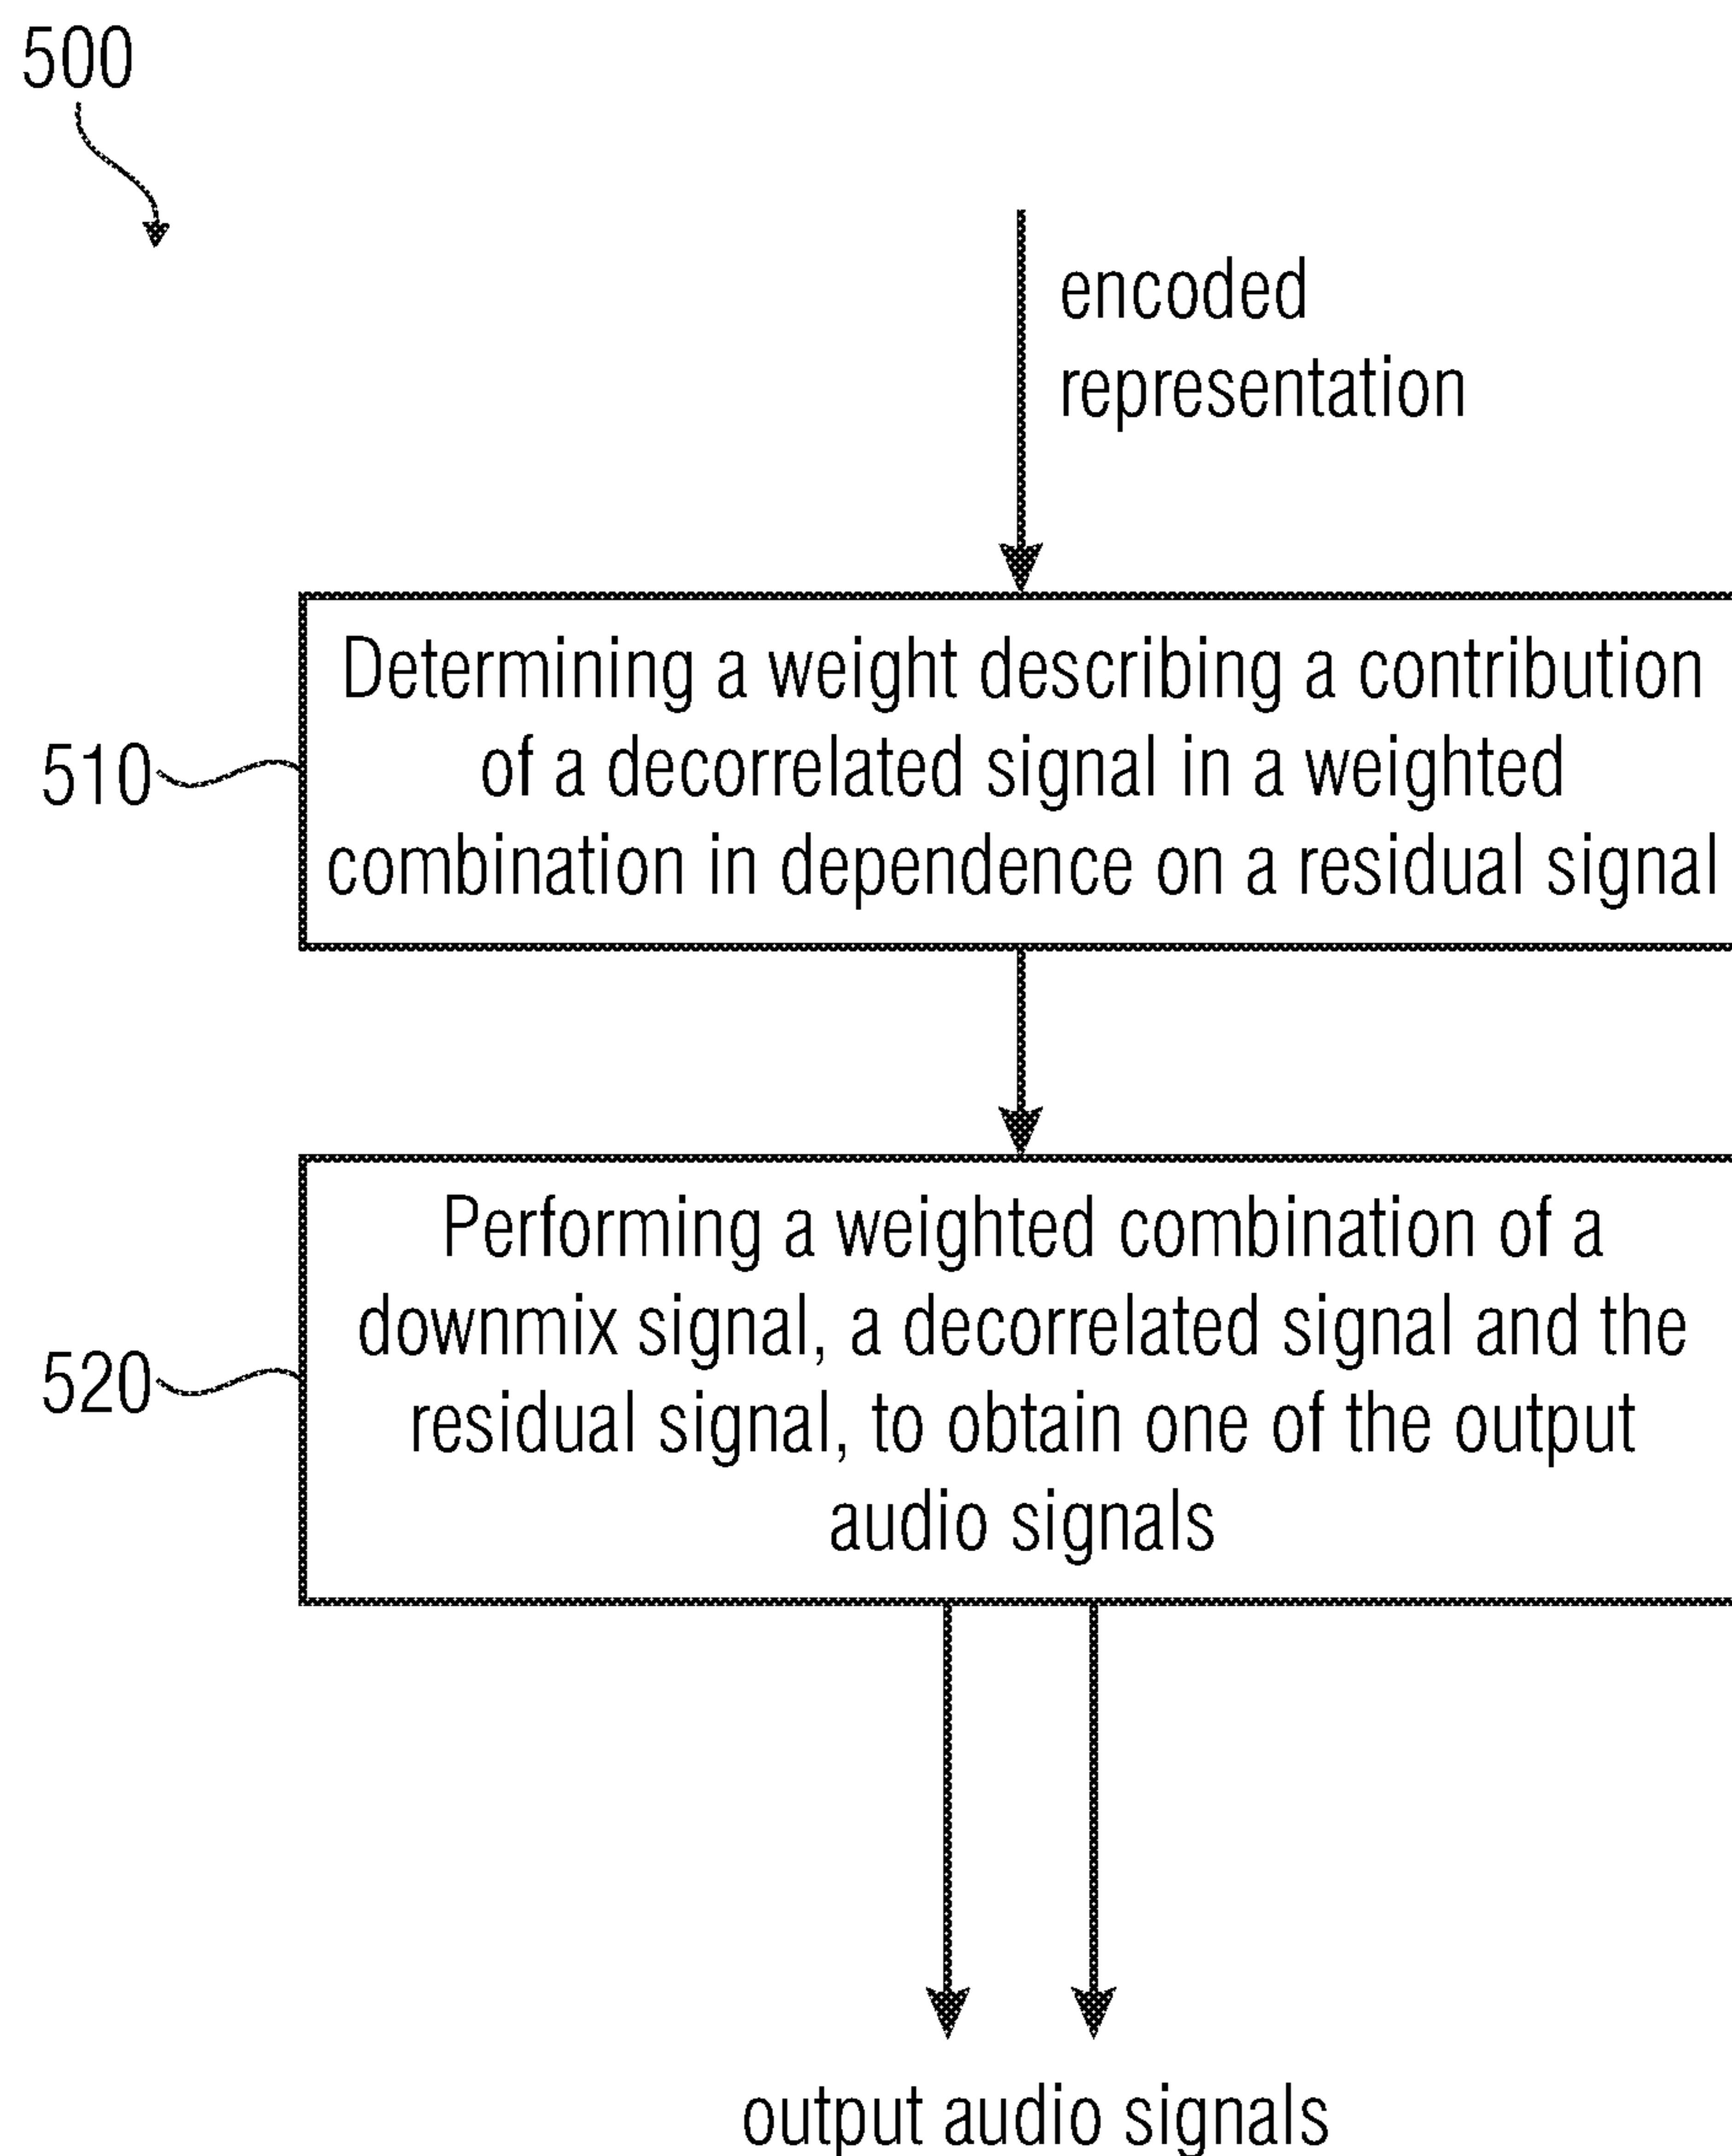 500
encoded
representation
510
Determining a weight describing a contribution
of a decorrelated signal in a weighted
combination in dependence on a residual signal
520
Performing a weighted combination of a
downmix signal, a decorrelated signal and the
residual signal, to obtain one of the output
audio signals
output audio signals